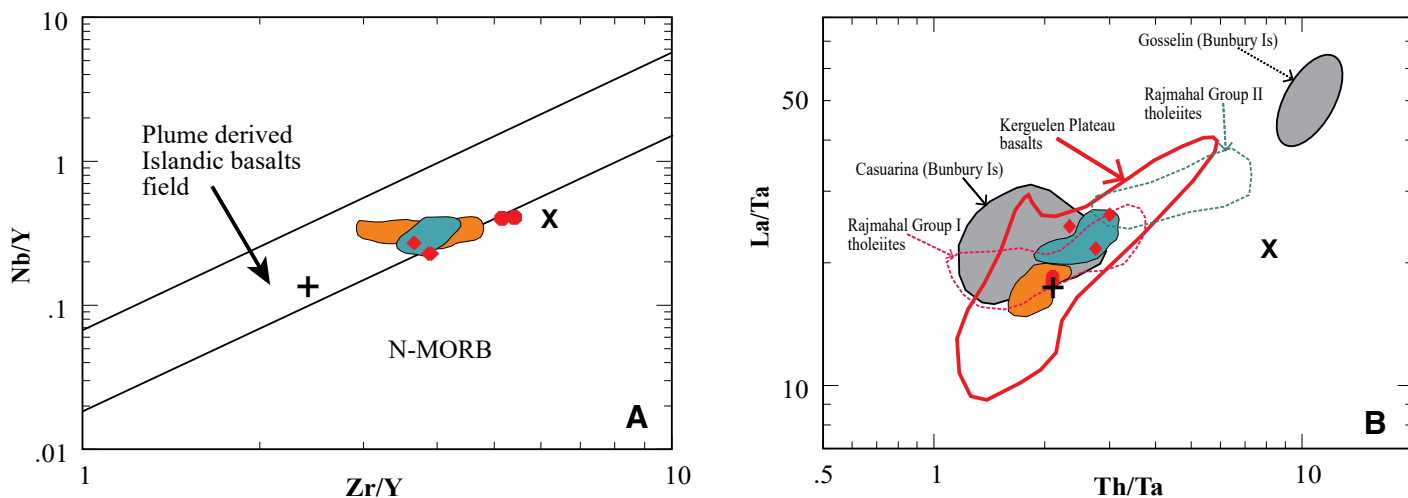 10
1
.1
.01
Nb/Y
Plume derived
Islandic basalts
field
N-MORB
X
A
1
10
Zr/Y
50
10
La/Ta
Gosselin (Bunbury Is)
Rajmahal Group II
tholeiites
Kerguelen Plateau
basalts
Casuarina (Bunbury Is)
Rajmahal Group I
tholeiites
X
B
.5
1
10
Th/Ta